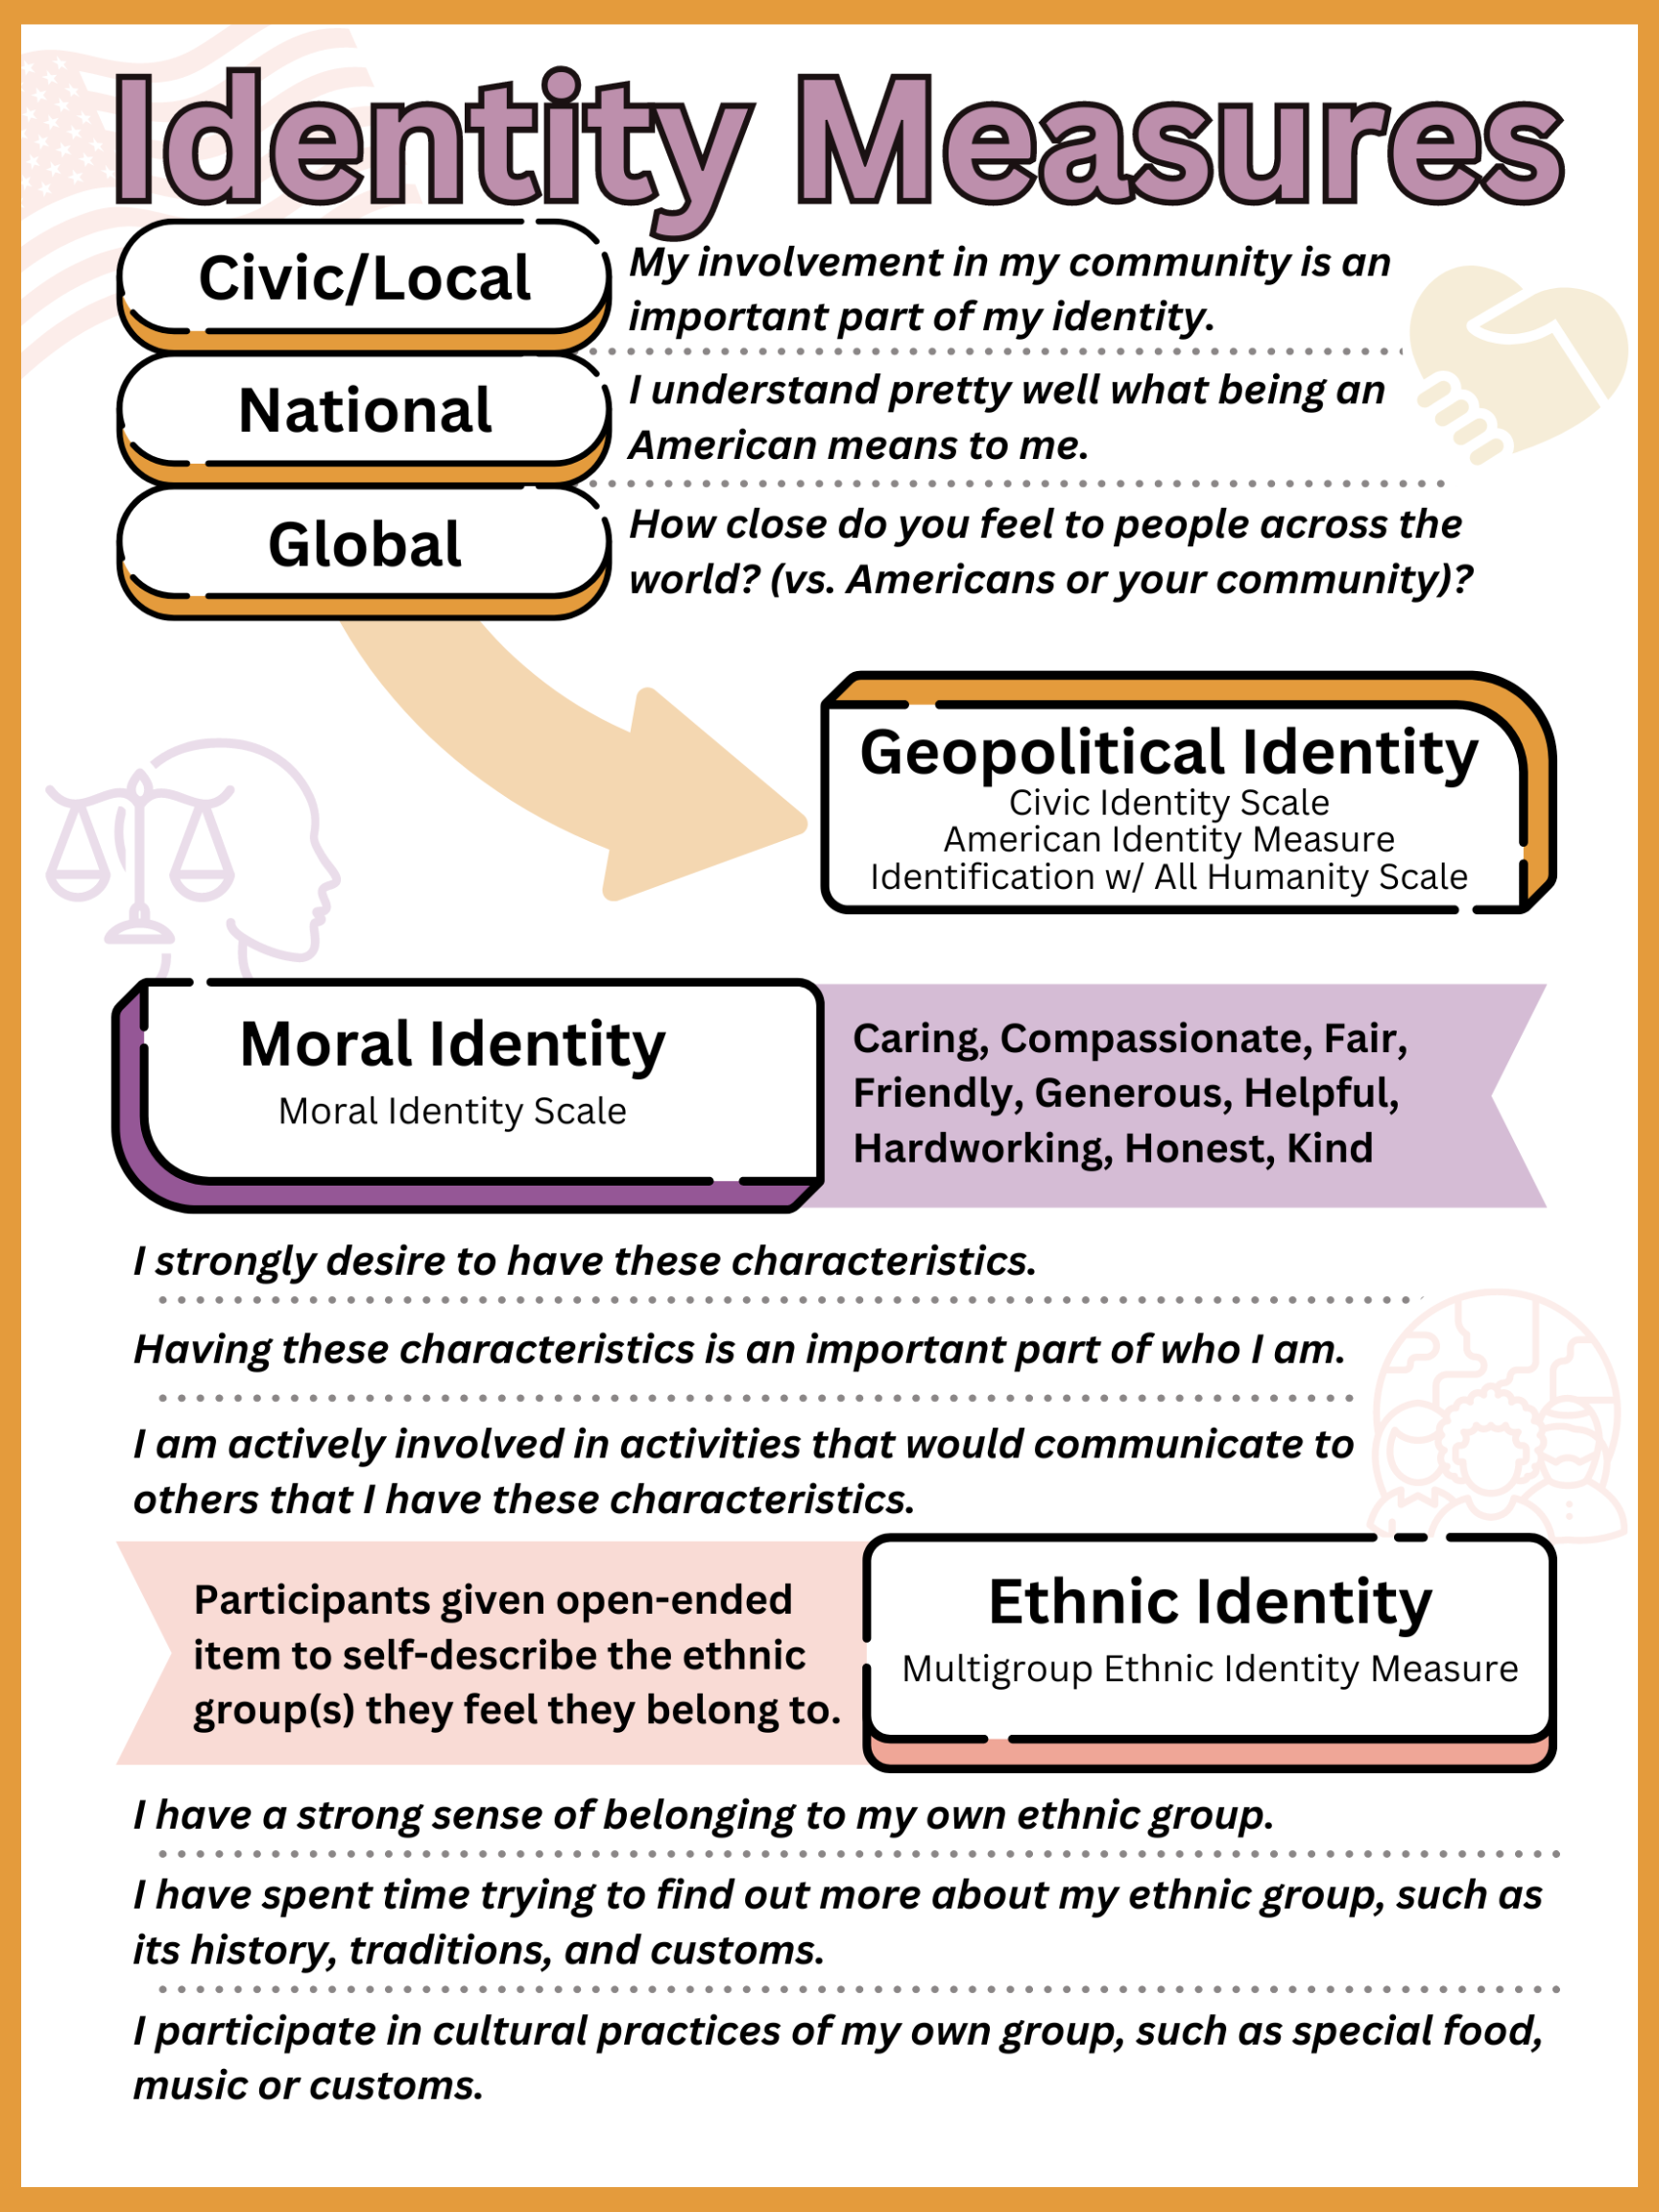 Identity Measures
Civic/Local
My involvement in my community is an
important part of my identity.
National
I understand pretty well what being an
American means to me.
Global
How close do you feel to people across the
world? (vs. Americans or your community)?
Geopolitical Identity
Civic Identity Scale
American Identity Measure
Identification w/ All Humanity Scale
Moral Identity
Moral Identity Scale
Caring, Compassionate, Fair,
Friendly, Generous, Helpful,
Hardworking, Honest, Kind
I strongly desire to have these characteristics.
Having these characteristics is an important part of who I am.
I am actively involved in activities that would communicate to
others that I have these characteristics.
Participants given open-ended
item to self-describe the ethnic
group(s) they feel they belong to.
Ethnic Identity
Multigroup Ethnic Identity Measure
I have a strong sense of belonging to my own ethnic group.
I have spent time trying to find out more about my ethnic group, such as
its history, traditions, and customs.
I participate in cultural practices of my own group, such as special food,
music or customs.